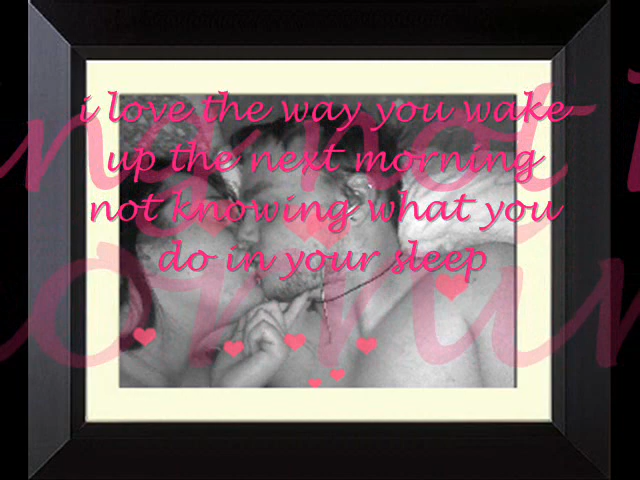 i love the way you wake
up the next morning
not knowing what you
do in your sleep